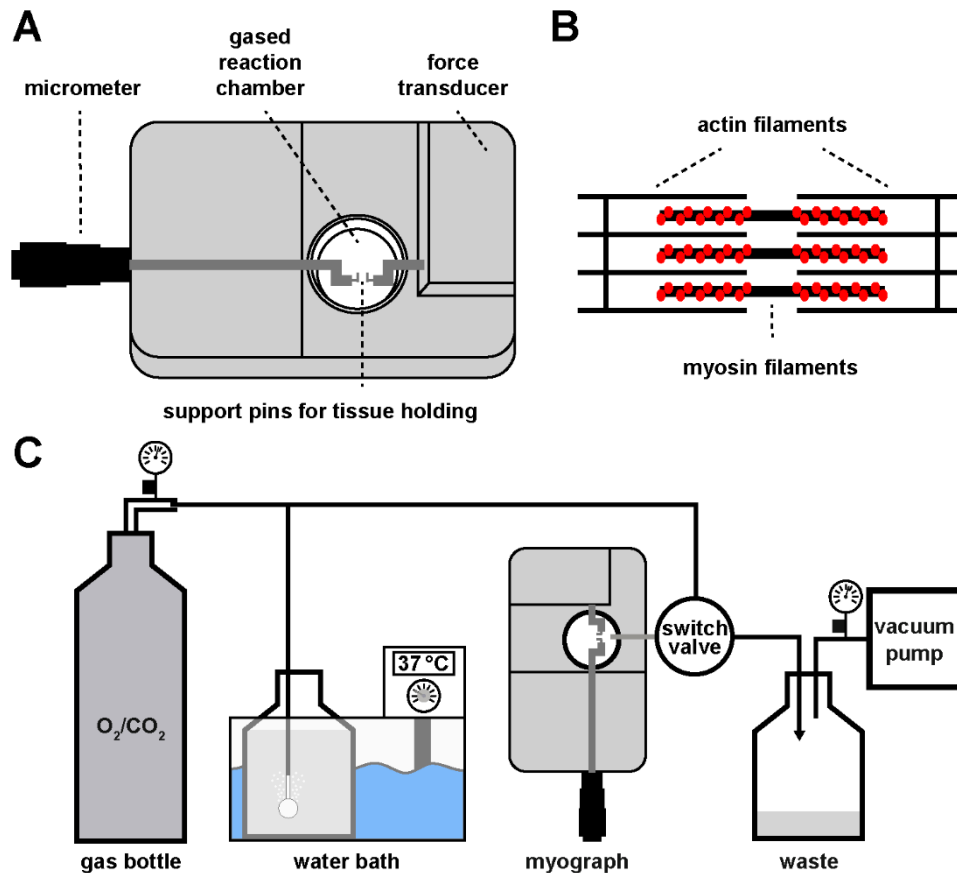 A
gased
reaction
chamber
force
transducer
micrometer
support pins for tissue holding
B
actin filaments
myosin filaments
C
O₂/CO₂
37 °C
switch
valve
vacuum
pump
gas bottle
water bath
myograph
waste